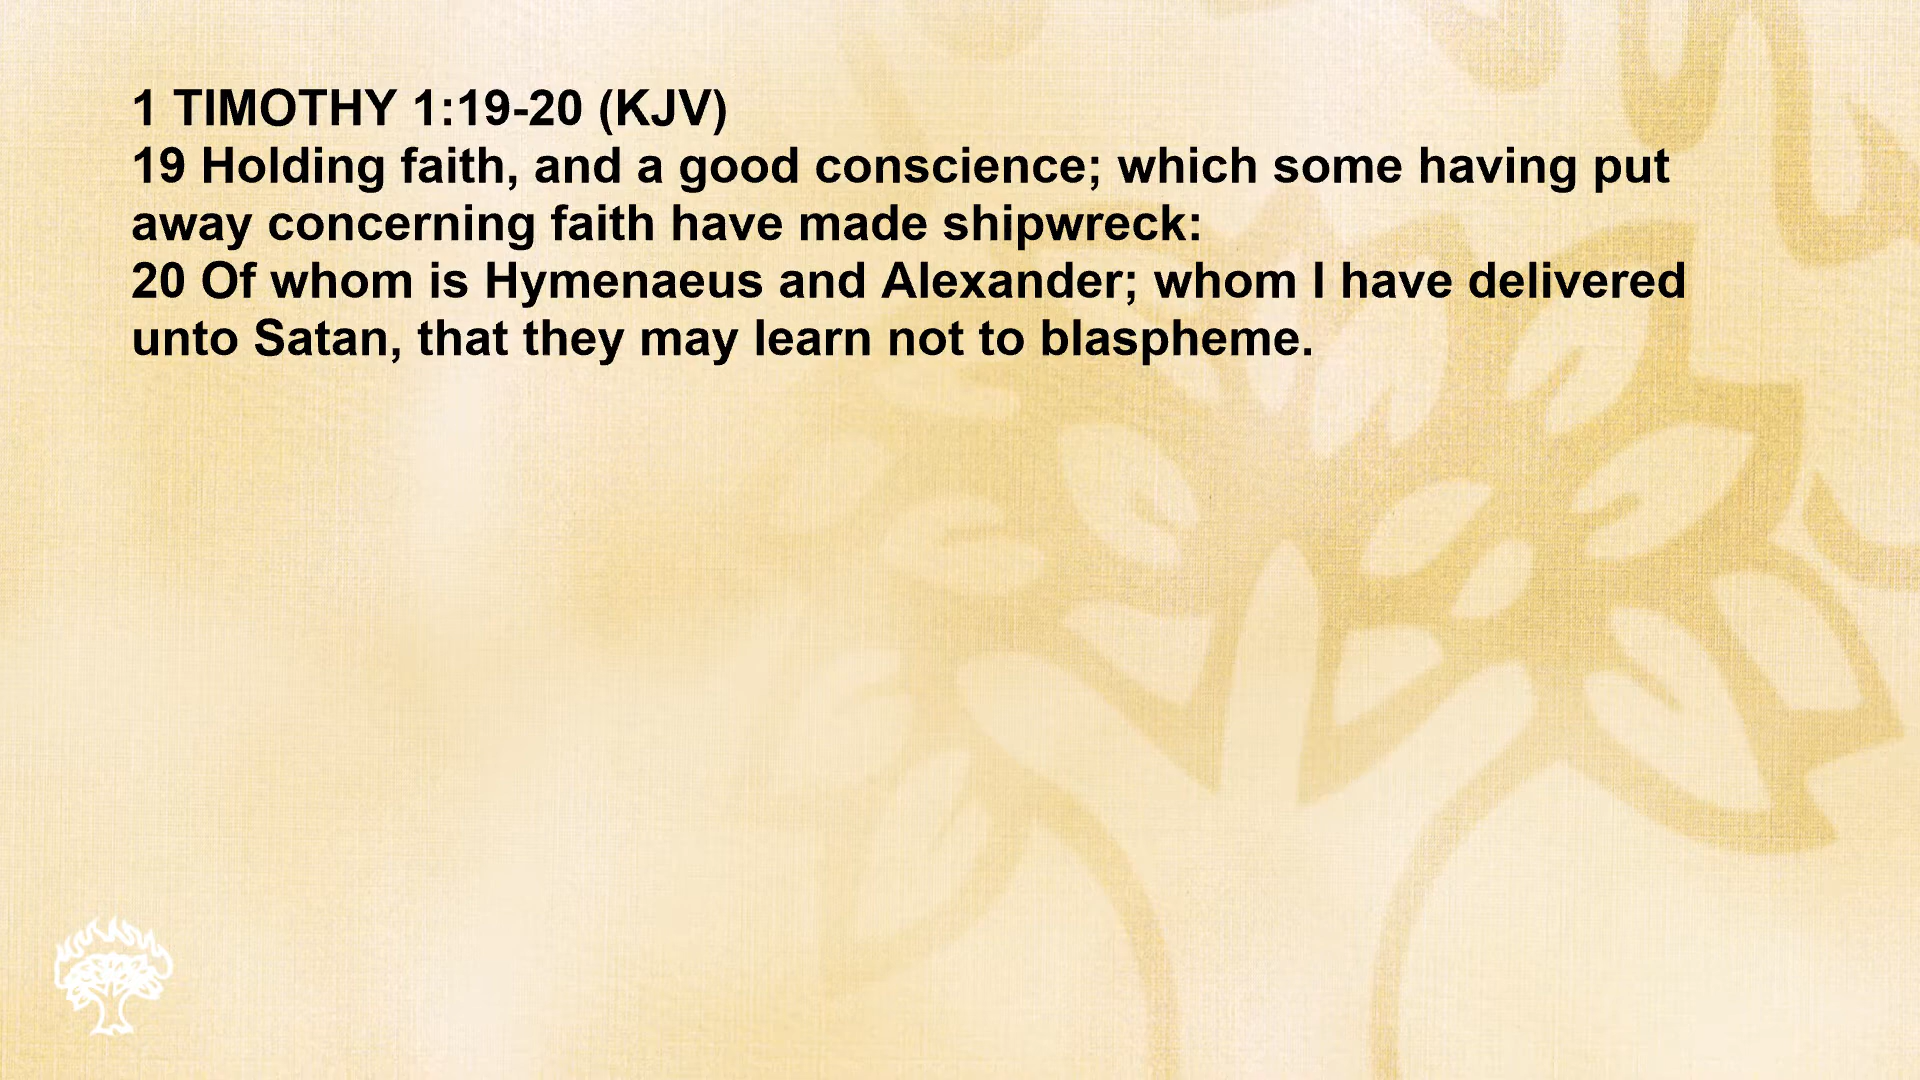 1 TIMOTHY 1:19-20 (KJV)
19 Holding faith, and a good conscience; which some having put
away concerning faith have made shipwreck:
20 Of whom is Hymenaeus and Alexander; whom I have delivered
unto Satan, that they may learn not to blaspheme.